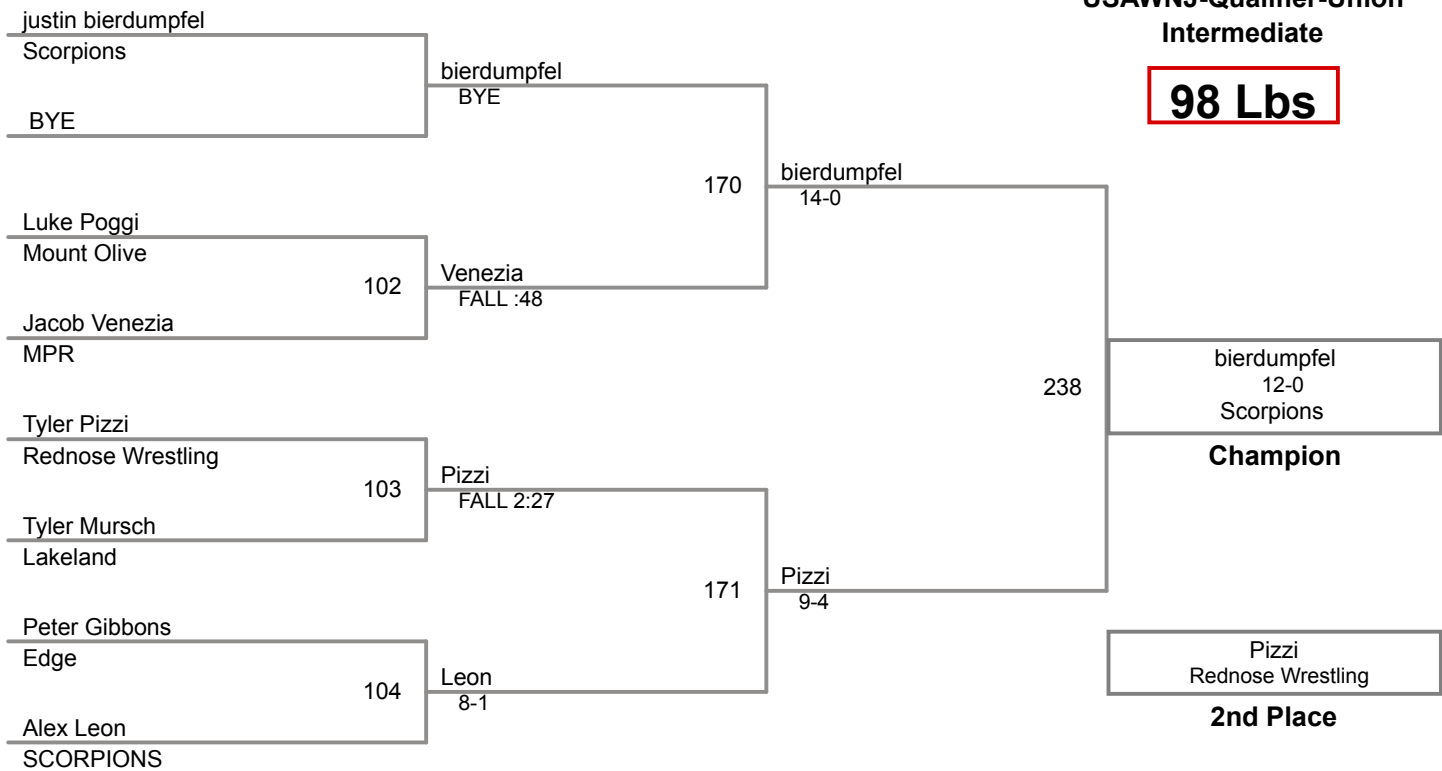 USAWNJ-Qualifier-Union
Intermediate
98 Lbs
justin bierdumpfel
Scorpions
BYE
Luke Poggi
Mount Olive
102
Jacob Venezia
MPR
Tyler Pizzi
Rednose Wrestling
103
Tyler Mursch
Lakeland
Peter Gibbons
Edge
104
Alex Leon
SCORPIONS
bierdumpfel
BYE
170
Venezia
FALL :48
Pizzi
FALL 2:27
171
Leon
8-1
bierdumpfel
14-0
238
Pizzi
9-4
bierdumpfel
12-0
Scorpions
Champion
Pizzi
Rednose Wrestling
2nd Place